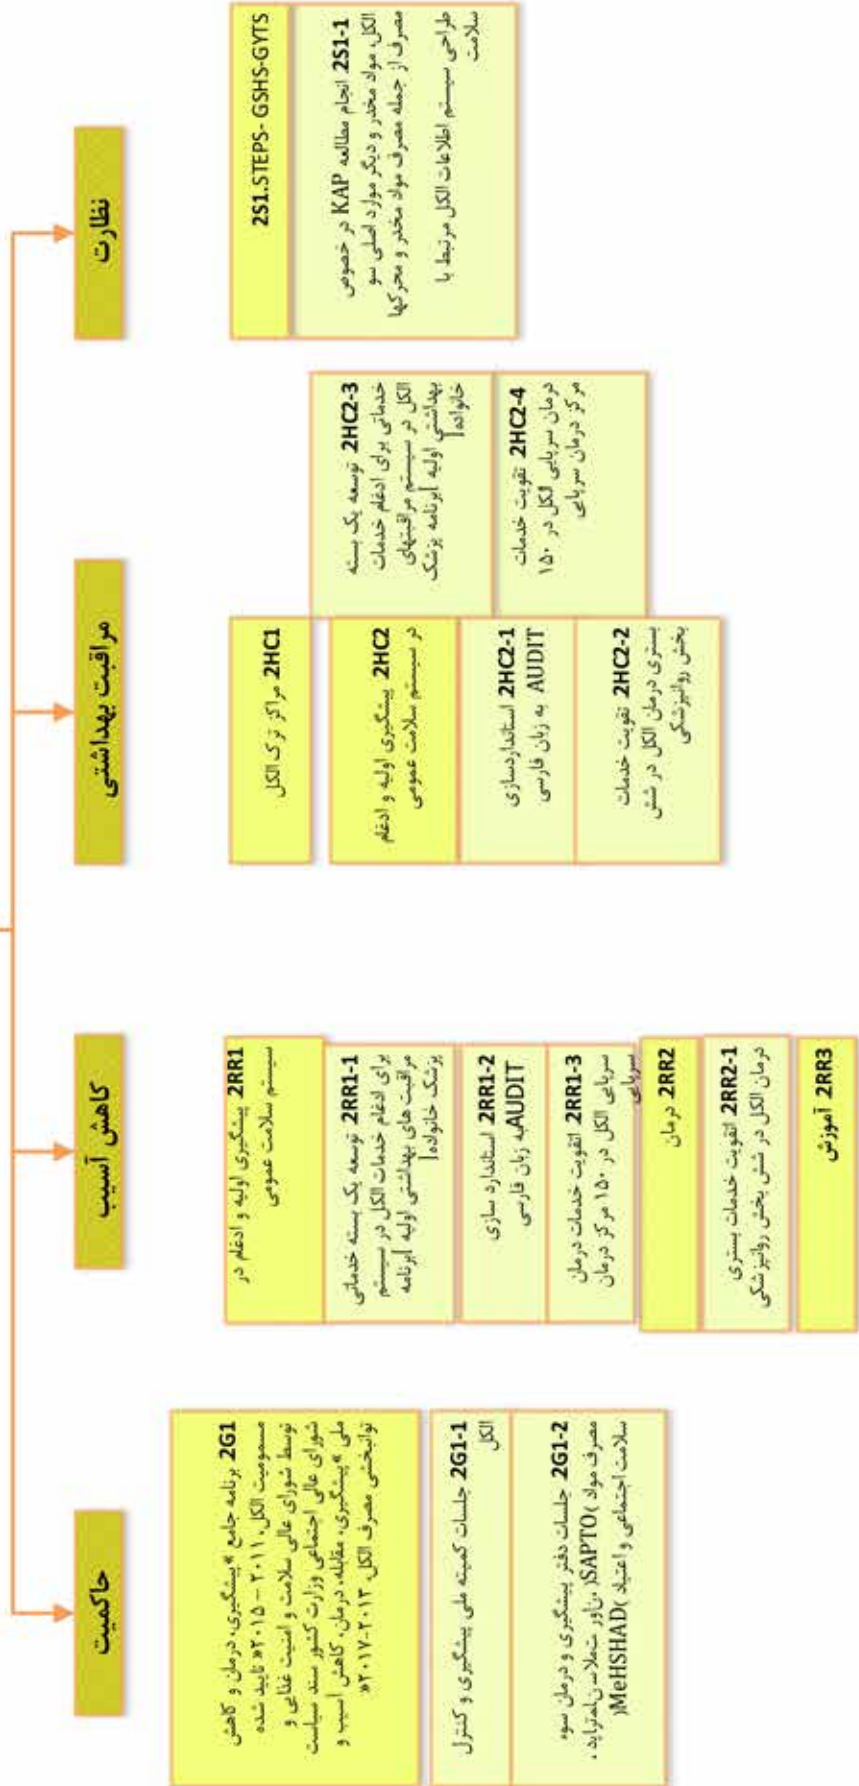 حاکمیت
2G1 برنامه جامع »پیشگیری، درمان و کاهش
مسمومیت الکل، ۲۰۱۱ – ۲۰۱۵« تایید شده
توسط شورای عالی سلامت و امنیت غذایی و
شورای عالی اجتماعی وزارت کشور سند سیاست
ملی »پیشگیری، مقابله، درمان، کاهش آسیب و
توانبخشی مصرف الکل، ۲۰۱۳-۲۰۱۷«
2G1-1 جلسات کمیته ملی پیشگیری و کنترل
الکل
2G1-2 جلسات دفتر پیشگیری و درمان سوء
مصرف مواد )SAPTO(
سلامت اجتماعی و اعتیاد )MeHSHAD(
کاهش آسیب
2RR1 پیشگیری اولیه و ادغام در
سیستم سلامت عمومی
2RR1-1 توسعه یک بسته خدماتی
برای ادغام خدمات الکل در سیستم
مراقبت های بهداشتی اولیه ]برنامه
پزشک خانواده[
2RR1-2 استاندارد سازی
AUDITبه زبان فارسی
2RR1-3 اتقویت خدمات درمان
سرپایی الکل در ۱۵۰ مرکز درمان
سرپایی
2RR2 درمان
2RR2-1 اتقویت خدمات بستری
درمان الکل در شش بخش روانپزشکی
2RR3 آموزش
مراقبت بهداشتی
2HC1 مراکز ترک الکل
2HC2 پیشگیری اولیه و ادغام
در سیستم سلامت عمومی
2HC2-1 استانداردسازی
AUDIT به زبان فارسی
2HC2-2 تقویت خدمات
بستری درمان الکل در شش
بخش روانپزشکی
2HC2-3 توسعه یک بسته
خدماتی برای ادغام خدمات
الکل در سیستم مراقبتهای
بهداشتی اولیه ]برنامه پزشک
خانواده[
2HC2-4 تقویت خدمات
درمان سرپایی لکل در ۱۵۰
مرکز درمان سرپایی
نظارت
2S1.STEPS- GSHS-GYTS
2S1-1 انجام مطالعه KAP در خصوص
الکل، مواد مخدر و دیگر موارد اصلی سو
مصرف از جمله مصرف مواد مخدر و محرکها
طراحی سیستم اطلاعات الکل مرتبط با
سلامت